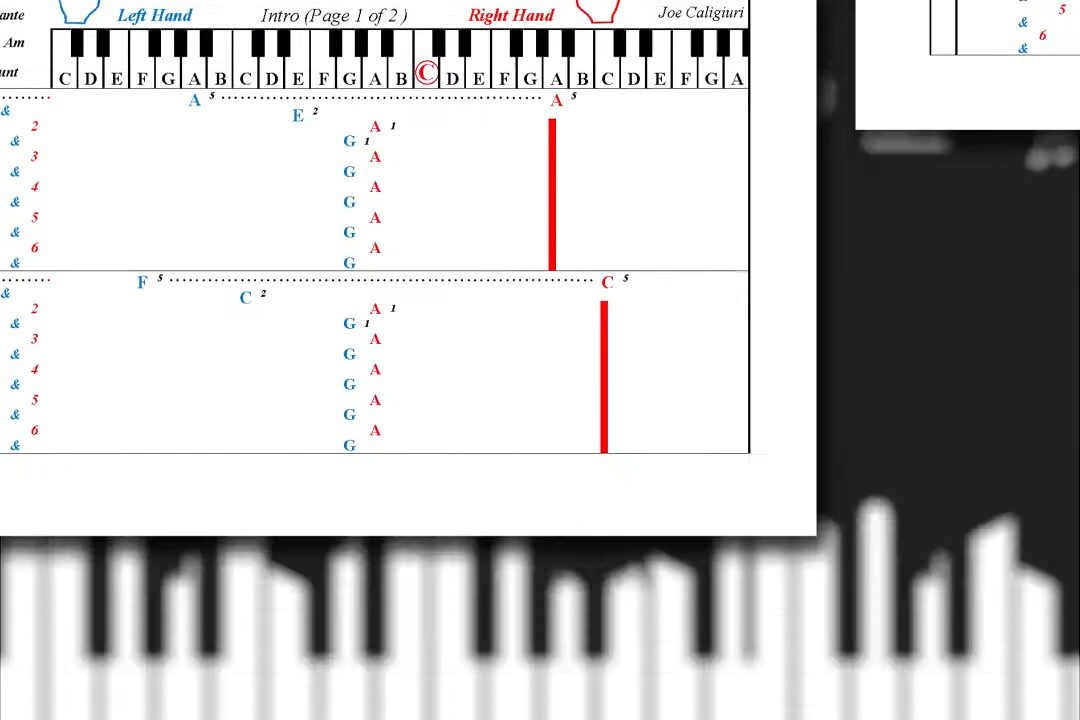 ante Left Hand Intro (Page 1 of 2 ) Right Hand Joe Caligiuri
Am
unt C D E F G A B C D E F G A B C D E F G A B C D E F G A
& A 5 A 5
E 2
2 A 1
& G 1
3 A
& G
4 A
& G
5 A
& G
6 A
& G
& F 5 C 5
C 2
2 A 1
& G 1
3 A
& G
4 A
& G
5 A
& G
6 A
& G
5
&
6
&